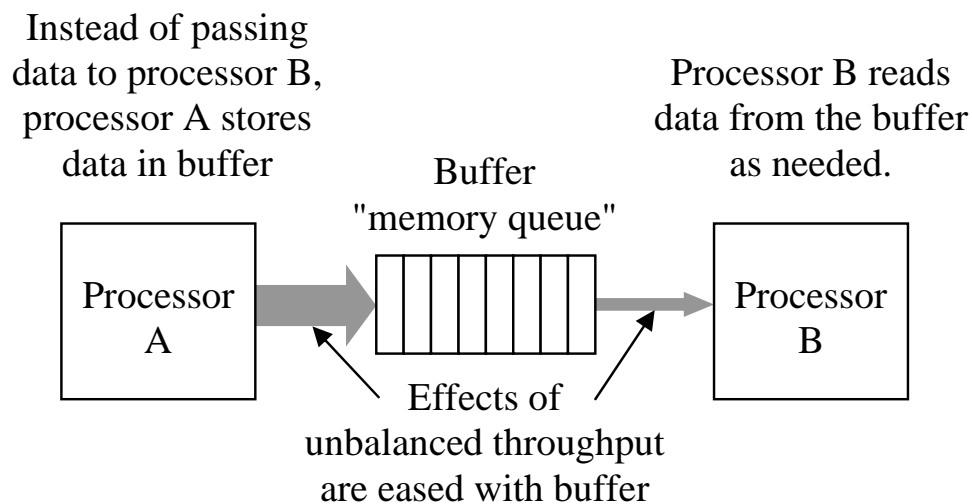 Instead of passing
data to processor B,
processor A stores
data in buffer
Processor B reads
data from the buffer
as needed.
Buffer
"memory queue"
Processor
A
Processor
B
Effects of
unbalanced throughput
are eased with buffer